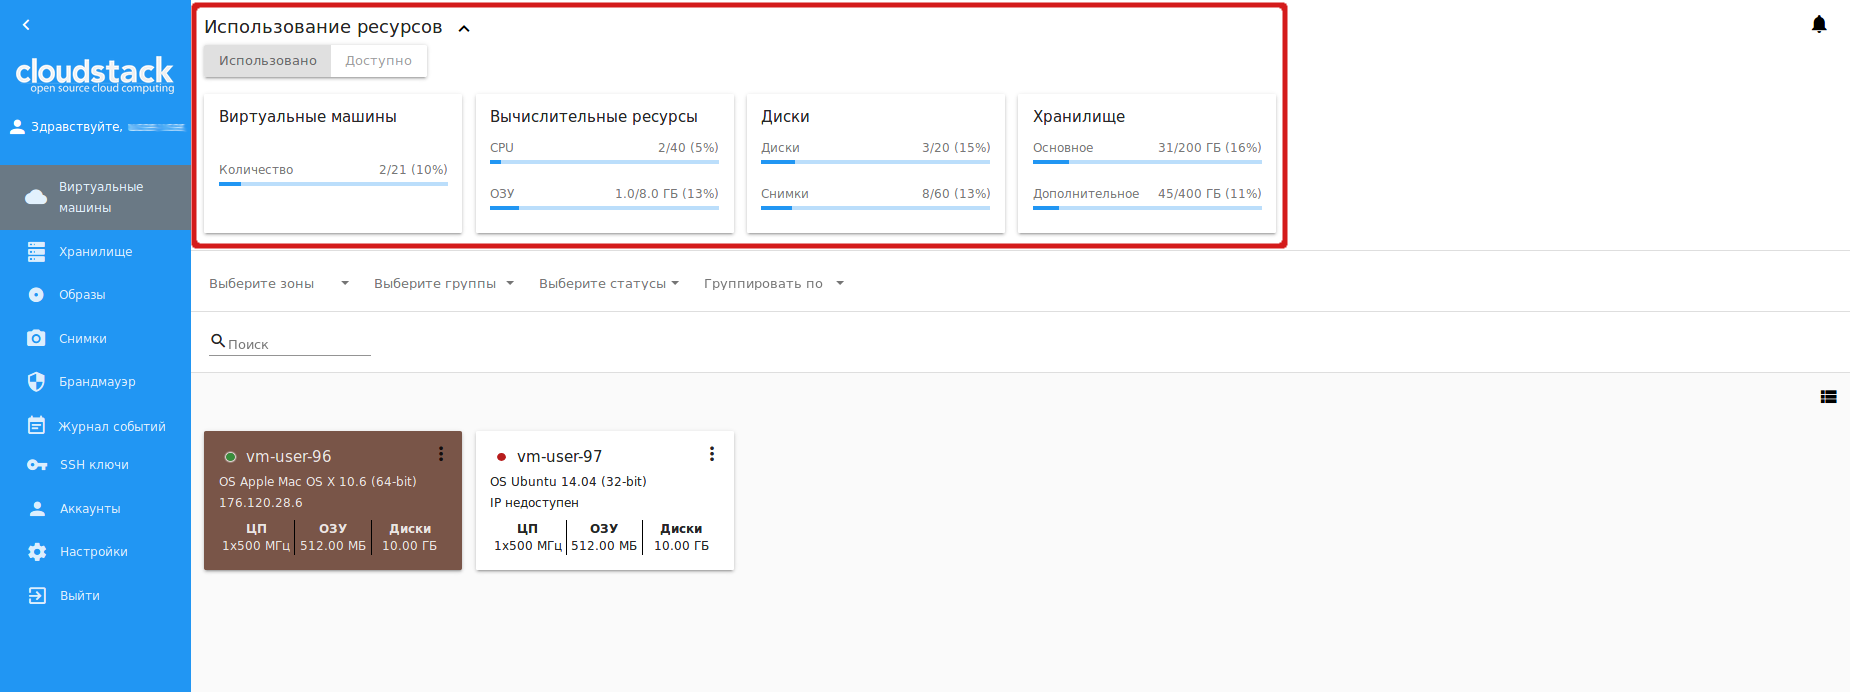 cloudstack
open source cloud computing
Здравствуйте,
Виртуальные
машины
Хранилище
Образы
Снимки
Брандмауэр
Журнал событий
SSH ключи
Аккаунты
Настройки
Выйти
Использование ресурсов
Использовано Доступно
Виртуальные машины
Количество 2/21 (10%)
Вычислительные ресурсы
CPU 2/40 (5%)
ОЗУ 1.0/8.0 ГБ (13%)
Диски
Диски 3/20 (15%)
Снимки 8/60 (13%)
Хранилище
Основное 31/200 ГБ (16%)
Дополнительное 45/400 ГБ (11%)
Выберите зоны Выберите группы Выберите статусы Группировать по
Поиск
vm-user-96
OS Apple Mac OS X 10.6 (64-bit)
176.120.28.6
ЦП ОЗУ Диски
1x500 МГц 512.00 МБ 10.00 ГБ
vm-user-97
OS Ubuntu 14.04 (32-bit)
IP недоступен
ЦП ОЗУ Диски
1x500 МГц 512.00 МБ 10.00 ГБ